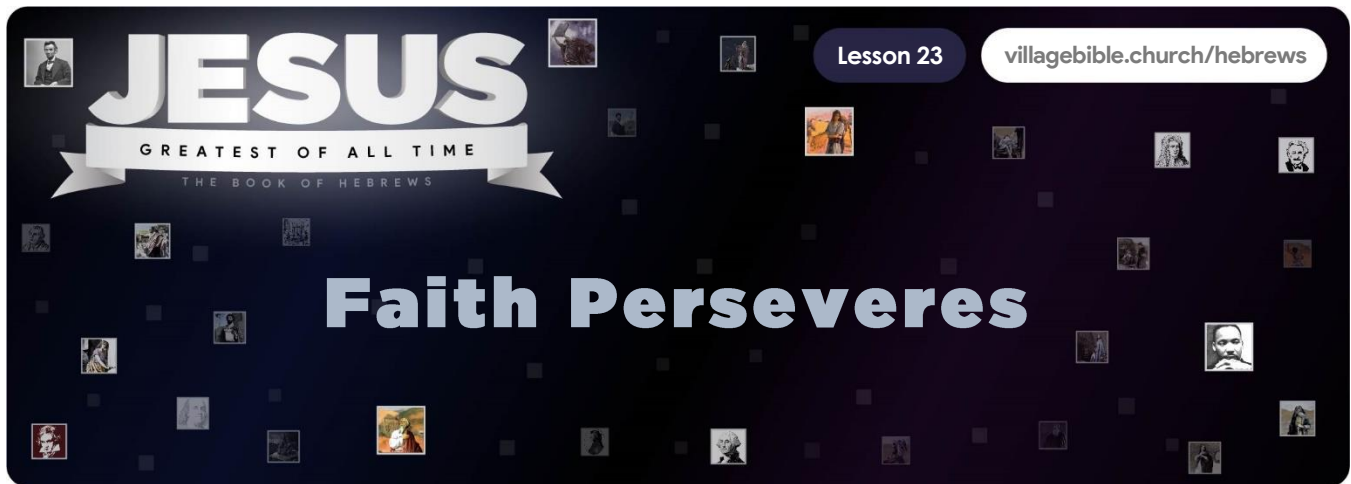 JESUS
GREATEST OF ALL TIME
THE BOOK OF HEBREWS
Lesson 23
villagebible.church/hebrews
Faith Perseveres